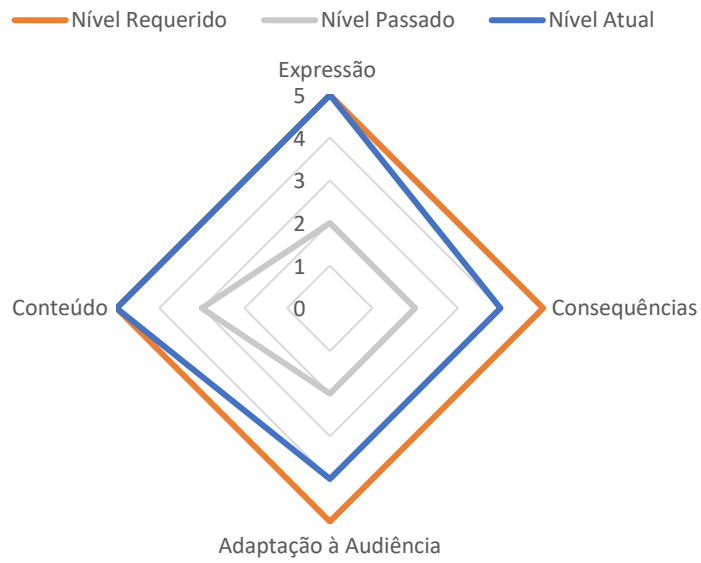 Nível Requerido Nível Passado Nível Atual
Expressão
5
4
3
2
1
Conteúdo 0 Consequências
Adaptação à Audiência